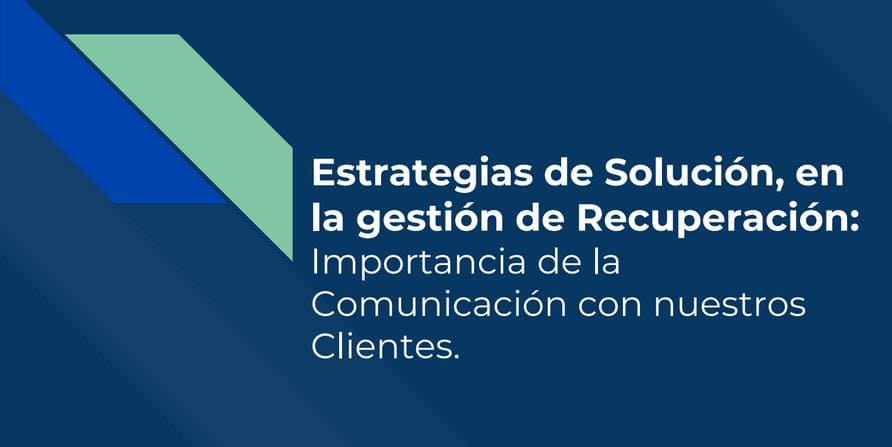 Estrategias de Solución, en
la gestión de Recuperación:
Importancia de la
Comunicación con nuestros
Clientes.